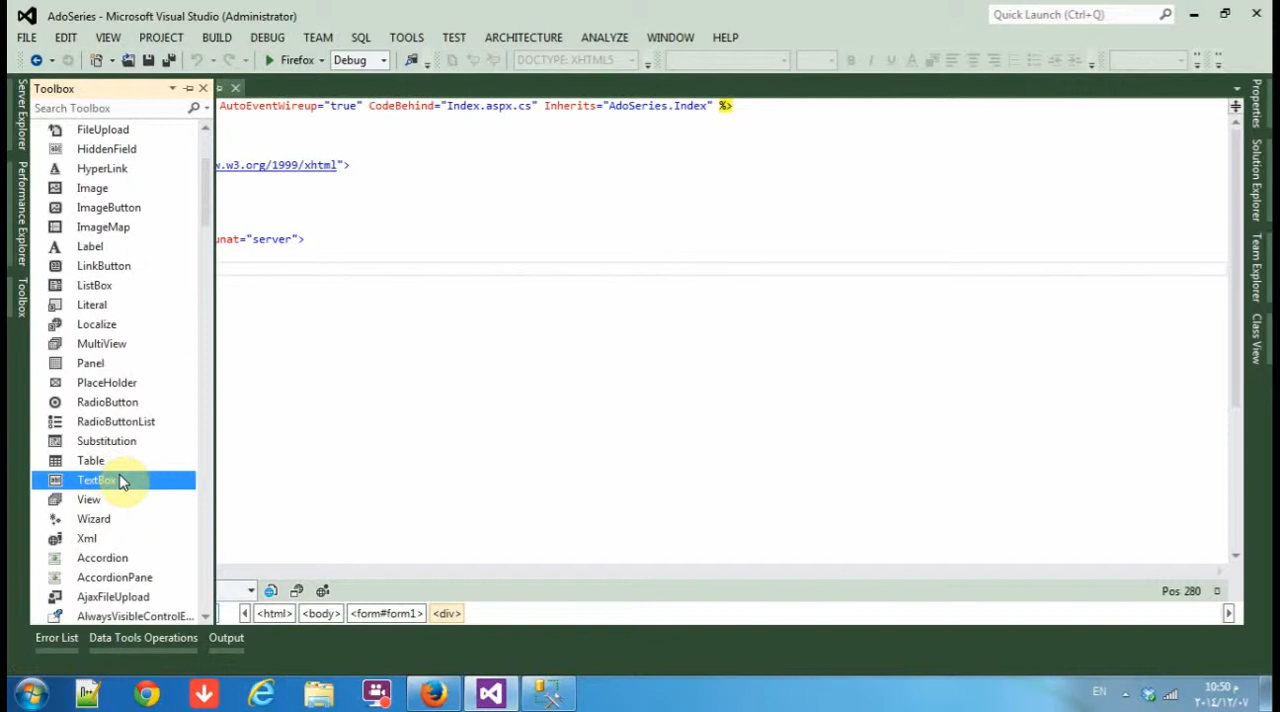 AdoSeries - Microsoft Visual Studio (Administrator)
Quick Launch (Ctrl+Q)
FILE EDIT VIEW PROJECT BUILD DEBUG TEAM SQL TOOLS TEST ARCHITECTURE ANALYZE WINDOW HELP
Firefox Debug DOCTYPE: XHTML5
Toolbox
Search Toolbox
AutoEventWireup="true" CodeBehind="Index.aspx.cs" Inherits="AdoSeries.Index" %>
w.w3.org/1999/xhtml">
unat="server">
FileUpload
HiddenField
HyperLink
Image
ImageButton
ImageMap
Label
LinkButton
ListBox
Literal
Localize
MultiView
Panel
PlaceHolder
RadioButton
RadioButtonList
Substitution
Table
TextBox
View
Wizard
Xml
Accordion
AccordionPane
AjaxFileUpload
AlwaysVisibleControlE...
Server Explorer
Performance Explorer
Toolbox
Properties
Solution Explorer
Team Explorer
Class View
Pos 280
<html> <body> <form#form1> <div>
Error List Data Tools Operations Output
EN
10:50 م
٢٠١٤/١٢/٠٧